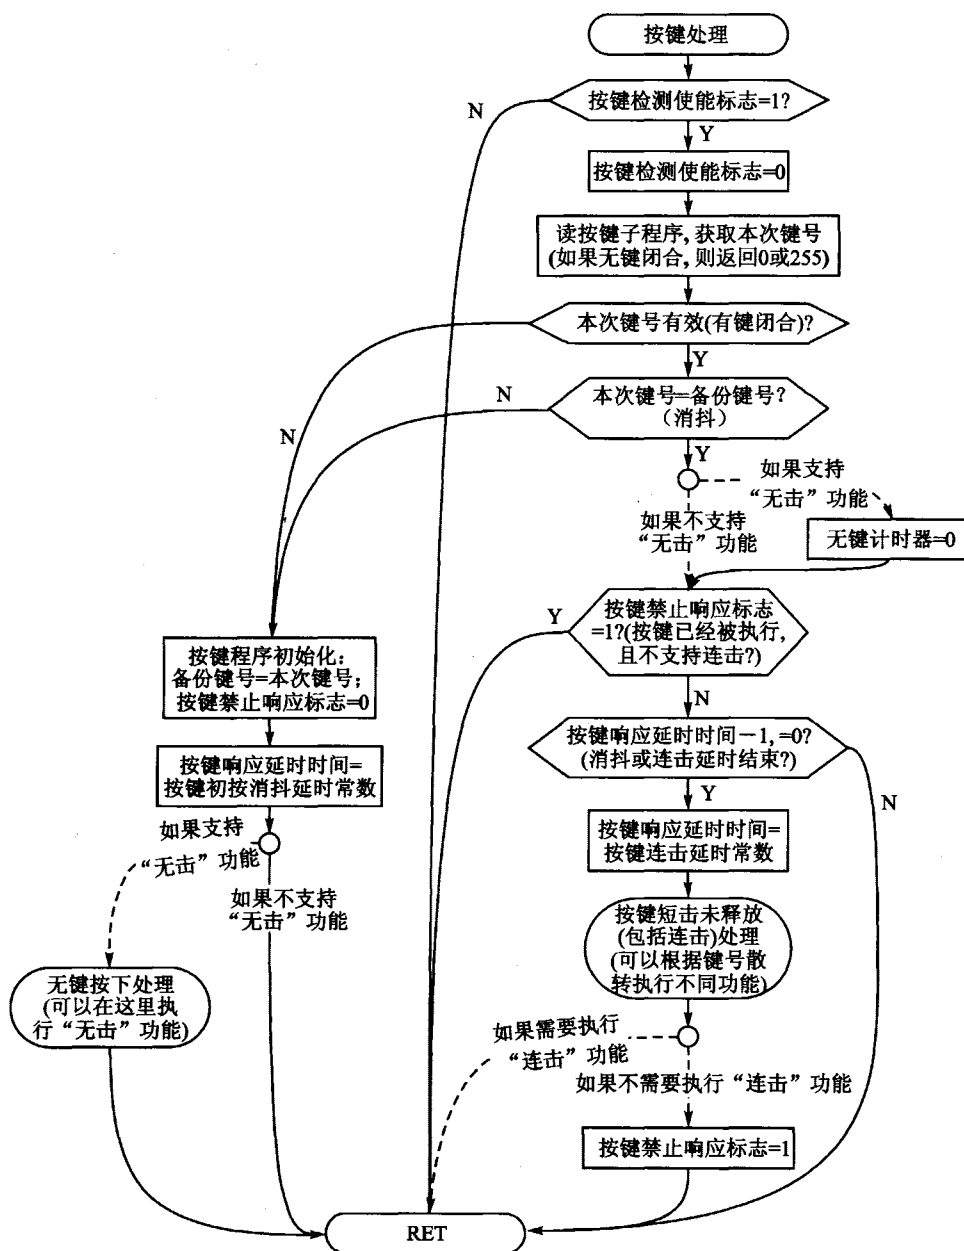 按键处理
按键检测使能标志=1?
N
Y
按键检测使能标志=0
读按键子程序,获取本次键号
(如果无键闭合,则返回0或255)
本次键号有效(有键闭合)?
N
Y
本次键号=备份键号?
(消抖)
N
Y
如果支持
“无击”功能
如果不支持
“无击”功能
无键计时器=0
按键禁止响应标志
=1?(按键已经被执行,
且不支持连击?)
Y
N
按键程序初始化:
备份键号=本次键号;
按键禁止响应标志=0
按键响应延时时间-1,=0?
(消抖或连击延时结束?)
N
Y
按键响应延时时间=
按键初按消抖延时常数
按键响应延时时间=
按键连击延时常数
如果支持
“无击”功能
如果不支持
“无击”功能
按键短击未释放
(包括连击)处理
(可以根据键号散
转执行不同功能)
无键按下处理
(可以在这里执
行“无击”功能)
如果需要执行
“连击”功能
如果不需要执行“连击”功能
按键禁止响应标志=1
RET